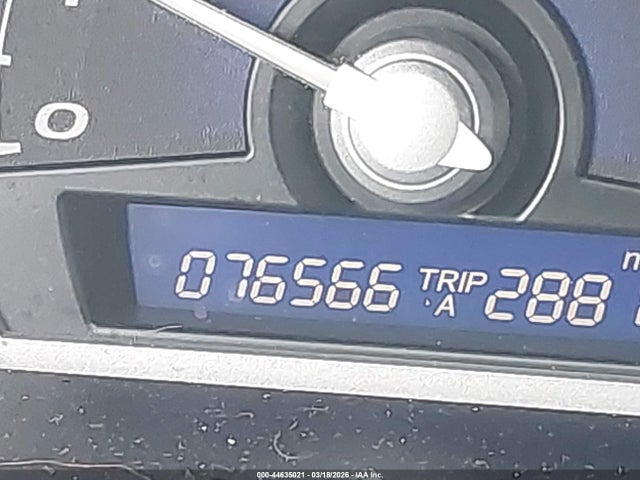 0
076566 TRIP A 288
000-44635021 - 03/18/2026 - IAA Inc.